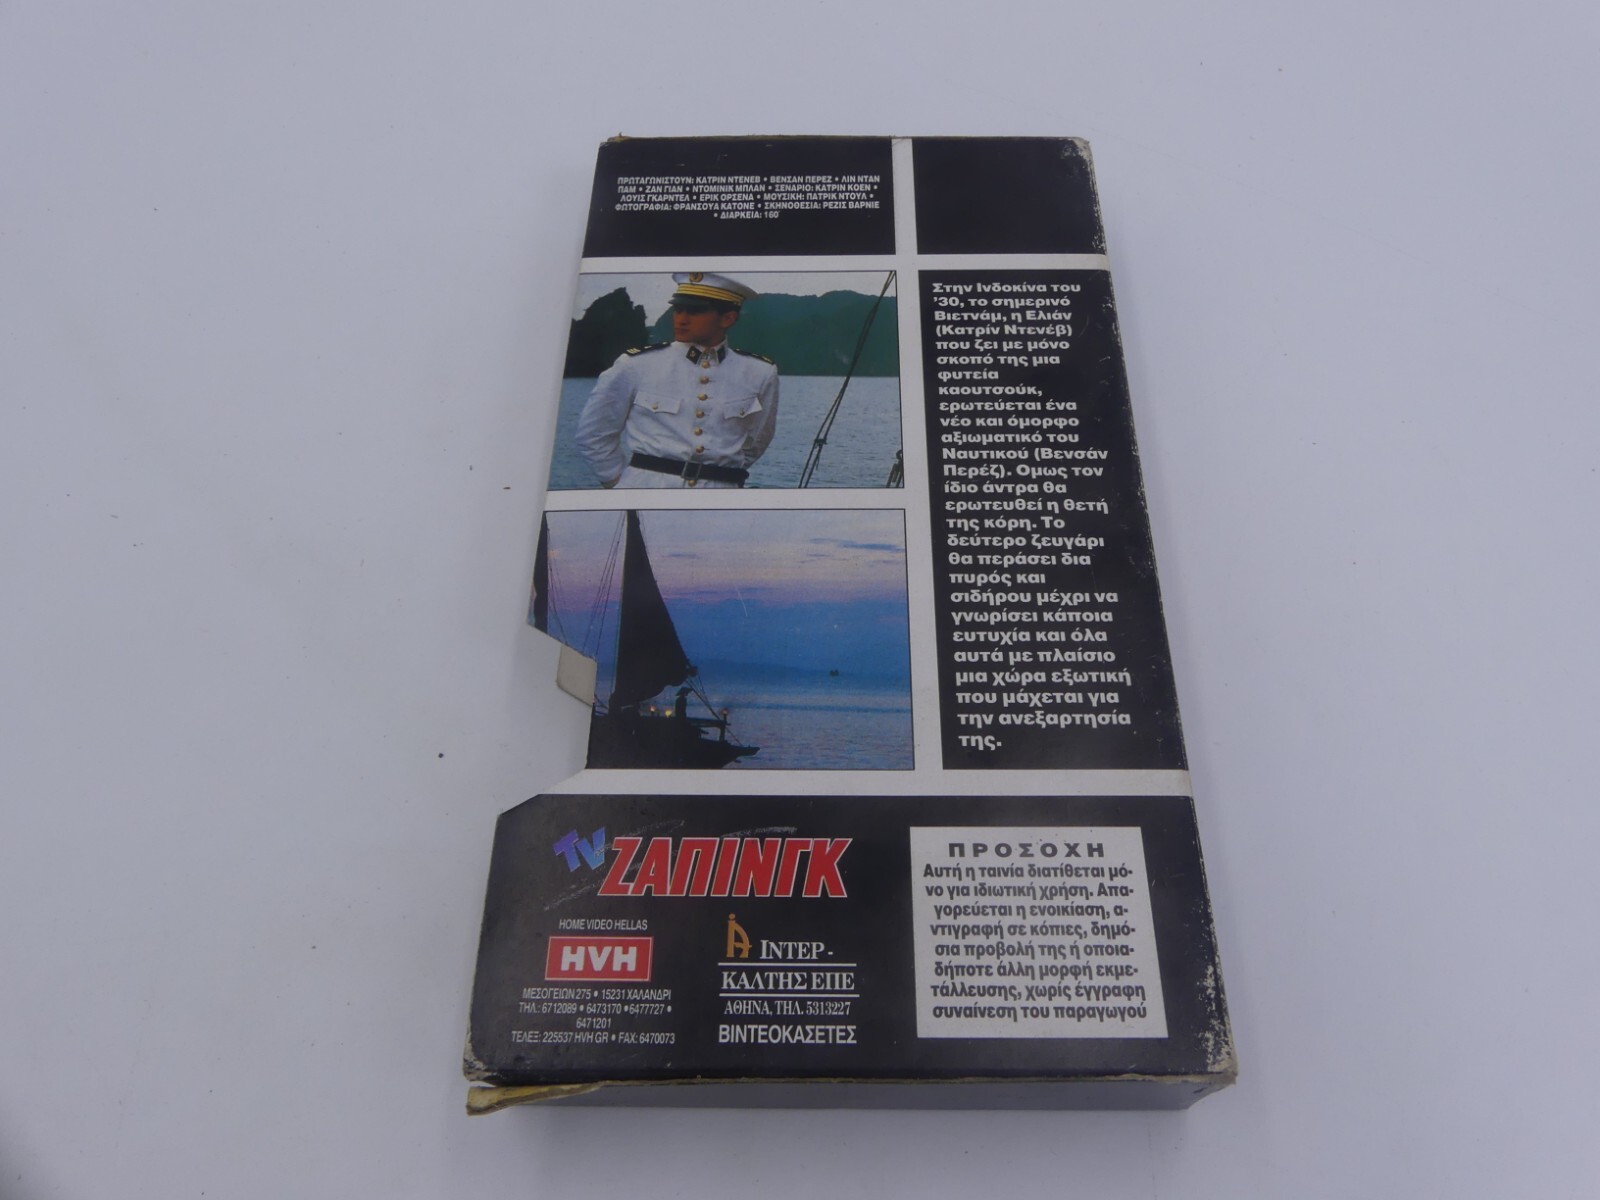 ΠΡΩΤΑΓΩΝΙΣΤΟΥΝ: ΚΑΤΡΙΝ ΝΤΕΝΕΒ • ΒΕΝΣΑΝ ΠΕΡΕΖ • ΛΙΝ ΝΤΑΝ
ΠΑΜ • ΖΑΝ ΓΙΑΝ • ΝΤΟΜΙΝΙΚ ΜΠΛΑΝ • ΣΕΝΑΡΙΟ: ΚΑΤΡΙΝ ΚΟΕΝ •
ΛΟΥΙΣ ΓΚΑΡΝΤΕΛ • ΕΡΙΚ ΟΡΣΕΝΑ • ΜΟΥΣΙΚΗ: ΠΑΤΡΙΚ ΝΤΟΥΛ •
ΦΩΤΟΓΡΑΦΙΑ: ΦΡΑΝΣΟΥΑ ΚΑΤΟΝΕ • ΣΚΗΝΟΘΕΣΙΑ: ΡΕΖΙΣ ΒΑΡΝΙΕ
• ΔΙΑΡΚΕΙΑ: 160'
Στην Ινδοκίνα του
'30, το σημερινό
Βιετνάμ, η Ελιάν
(Κατρίν Ντενέβ)
που ζει με μόνο
σκοπό της μια
φυτεία
καουτσούκ,
ερωτεύεται ένα
νέο και όμορφο
αξιωματικό του
Ναυτικού (Βενσάν
Περέζ). Ομως τον
ίδιο άντρα θα
ερωτευθεί η θετή
της κόρη. Το
δεύτερο ζευγάρι
θα περάσει δια
πυρός και
σιδήρου μέχρι να
γνωρίσει κάποια
ευτυχία και όλα
αυτά με πλαίσιο
μια χώρα εξωτική
που μάχεται για
την ανεξαρτησία
της.
TV ΖΑΠΙΝΓΚ
HOME VIDEO HELLAS
HVH
ΜΕΣΟΓΕΙΩΝ 275 • 15231 ΧΑΛΑΝΔΡΙ
ΤΗΛ.: 6712089 • 6473170 • 6477727 •
6471201
ΤΕΛΕΞ: 225537 HVH GR • FAX: 6470073
ΙΝΤΕΡ -
ΚΑΛΤΗΣ ΕΠΕ
ΑΘΗΝΑ, ΤΗΛ. 5313227
ΒΙΝΤΕΟΚΑΣΕΤΕΣ
ΠΡΟΣΟΧΗ
Αυτή η ταινία διατίθεται μό-
νο για ιδιωτική χρήση. Απα-
γορεύεται η ενοικίαση, α-
ντιγραφή σε κόπιες, δημό-
σια προβολή της ή οποια-
δήποτε άλλη μορφή εκμε-
τάλλευσης, χωρίς έγγραφη
συναίνεση του παραγωγού